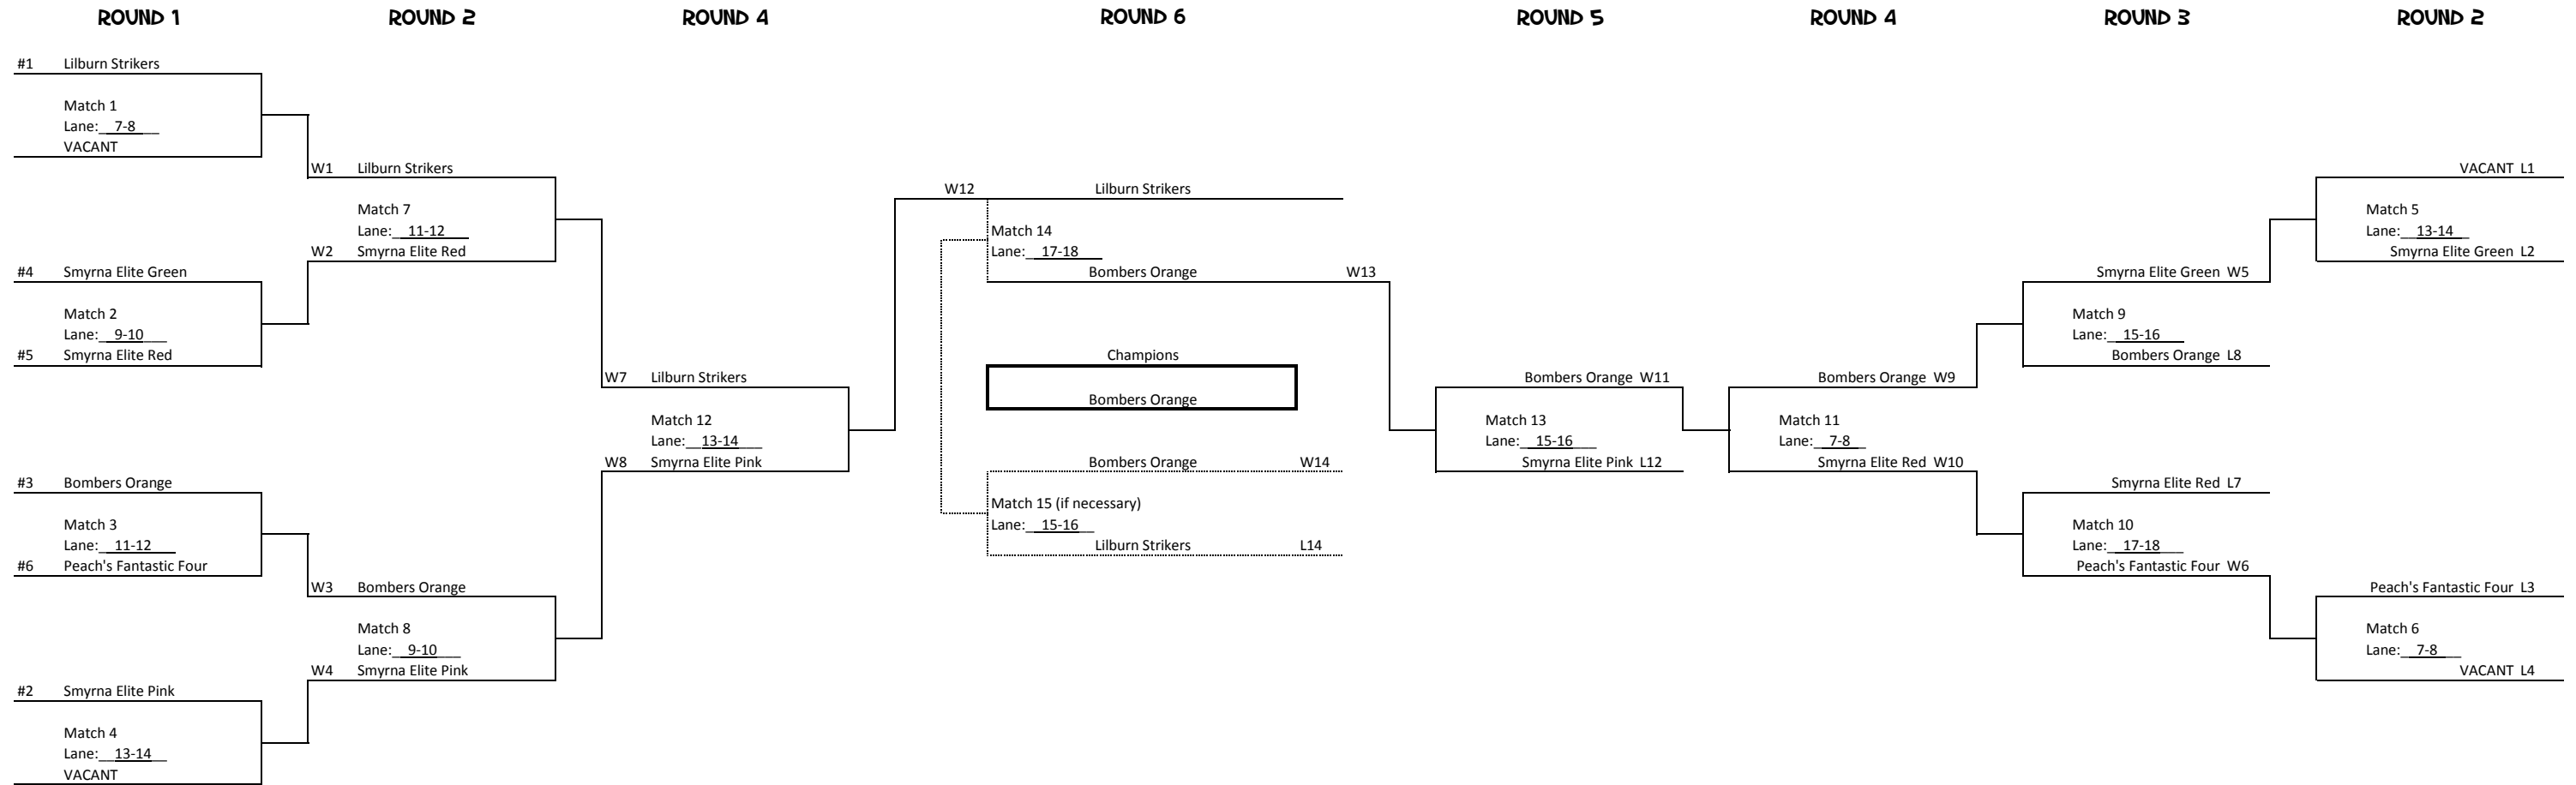 ROUND 1
ROUND 2
ROUND 4
ROUND 6
ROUND 5
ROUND 4
ROUND 3
ROUND 2
#1 Lilburn Strikers
Match 1
Lane: 7-8
VACANT
#4 Smyrna Elite Green
Match 2
Lane: 9-10
#5 Smyrna Elite Red
#3 Bombers Orange
Match 3
Lane: 11-12
#6 Peach's Fantastic Four
#2 Smyrna Elite Pink
Match 4
Lane: 13-14
VACANT
W1 Lilburn Strikers
Match 7
Lane: 11-12
W2 Smyrna Elite Red
W3 Bombers Orange
Match 8
Lane: 9-10
W4 Smyrna Elite Pink
W7 Lilburn Strikers
Match 12
Lane: 13-14
W8 Smyrna Elite Pink
W12 Lilburn Strikers
Match 14
Lane: 17-18
Bombers Orange W13
Champions
Bombers Orange
Bombers Orange W14
Match 15 (if necessary)
Lane: 15-16
Lilburn Strikers L14
Bombers Orange W11
Match 13
Lane: 15-16
Smyrna Elite Pink L12
Bombers Orange W9
Match 11
Lane: 7-8
Smyrna Elite Red W10
Smyrna Elite Green W5
Match 9
Lane: 15-16
Bombers Orange L8
Smyrna Elite Red L7
Match 10
Lane: 17-18
Peach's Fantastic Four W6
VACANT L1
Match 5
Lane: 13-14
Smyrna Elite Green L2
Peach's Fantastic Four L3
Match 6
Lane: 7-8
VACANT L4